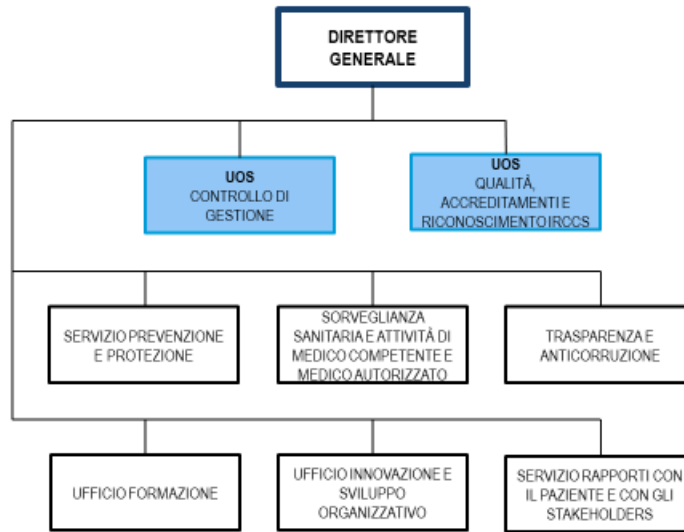 DIRETTORE
GENERALE
UOS
CONTROLLO DI
GESTIONE
UOS
QUALITÀ,
ACCREDITAMENTI E
RICONOSCIMENTO IRCCS
SERVIZIO PREVENZIONE
E PROTEZIONE
SORVEGLIANZA
SANITARIA E ATTIVITÀ DI
MEDICO COMPETENTE E
MEDICO AUTORIZZATO
TRASPARENZA E
ANTICORRUZIONE
UFFICIO FORMAZIONE
UFFICIO INNOVAZIONE E
SVILUPPO
ORGANIZZATIVO
SERVIZIO RAPPORTI CON
IL PAZIENTE E CON GLI
STAKEHOLDERS